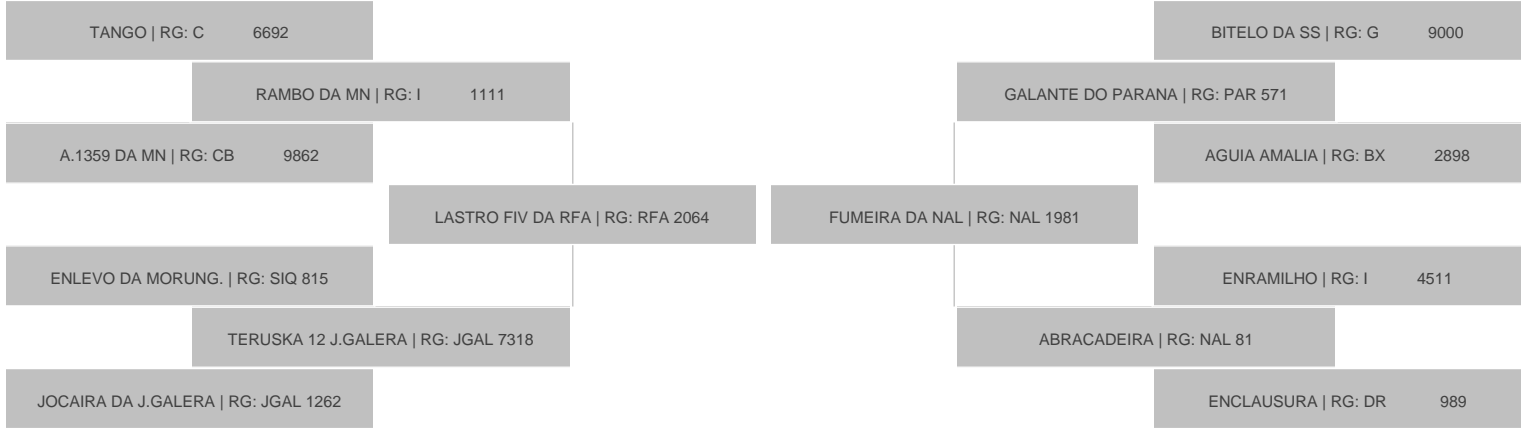 TANGO | RG: C 6692
BITELO DA SS | RG: G 9000
RAMBO DA MN | RG: I 1111
GALANTE DO PARANA | RG: PAR 571
A.1359 DA MN | RG: CB 9862
AGUIA AMALIA | RG: BX 2898
LASTRO FIV DA RFA | RG: RFA 2064
FUMEIRA DA NAL | RG: NAL 1981
ENLEVO DA MORUNG. | RG: SIQ 815
ENRAMILHO | RG: I 4511
TERUSKA 12 J.GALERA | RG: JGAL 7318
ABRACADEIRA | RG: NAL 81
JOCAIRA DA J.GALERA | RG: JGAL 1262
ENCLAUSURA | RG: DR 989